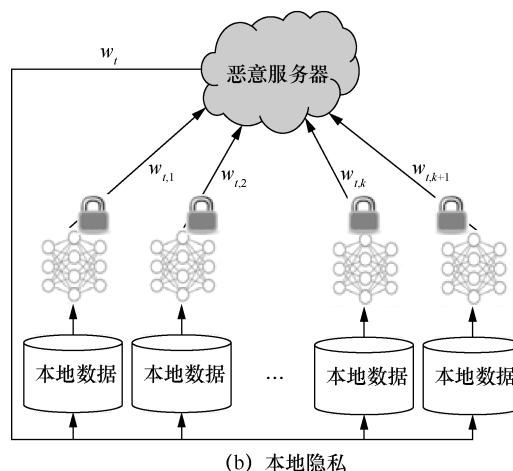 w_t
恶意服务器
w_{t,1}
w_{t,2}
w_{t,k}
w_{t,k+1}
本地数据 本地数据 … 本地数据 本地数据
(b) 本地隐私